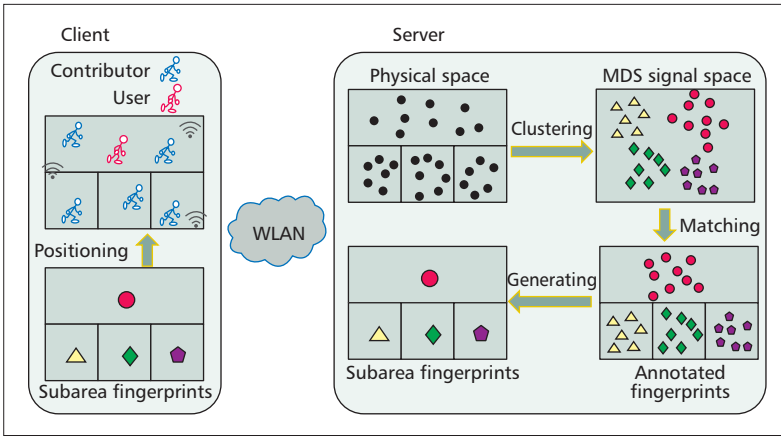 Client
Contributor
User
Positioning
Subarea fingerprints
WLAN
Server
Physical space
MDS signal space
Clustering
Matching
Generating
Subarea fingerprints
Annotated
fingerprints